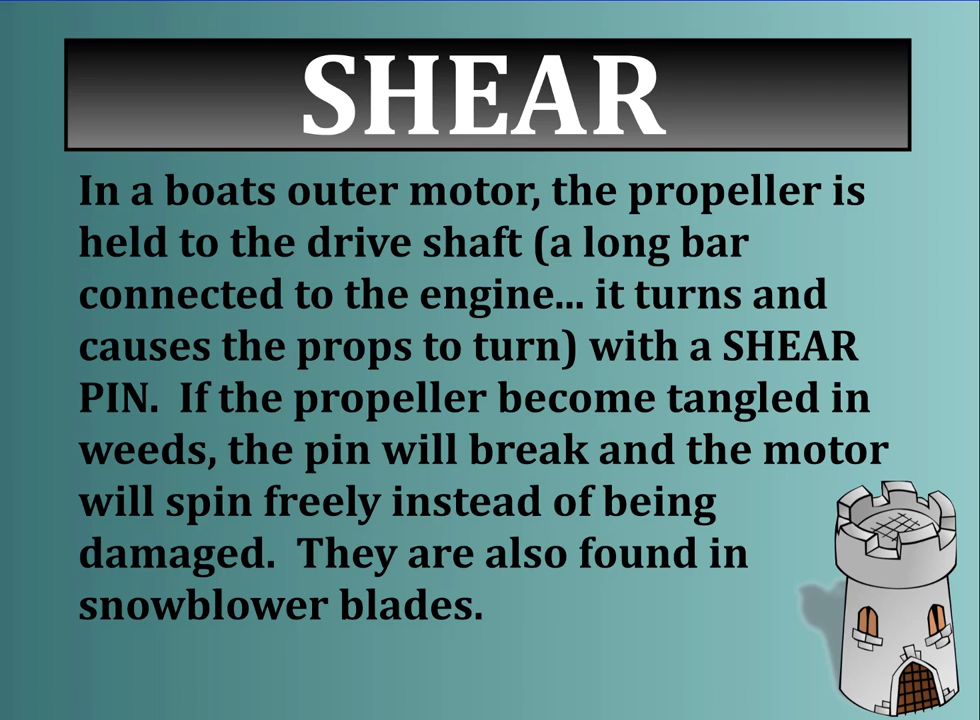 SHEAR
In a boats outer motor, the propeller is
held to the drive shaft (a long bar
connected to the engine... it turns and
causes the props to turn) with a SHEAR
PIN.  If the propeller become tangled in
weeds, the pin will break and the motor
will spin freely instead of being
damaged.  They are also found in
snowblower blades.